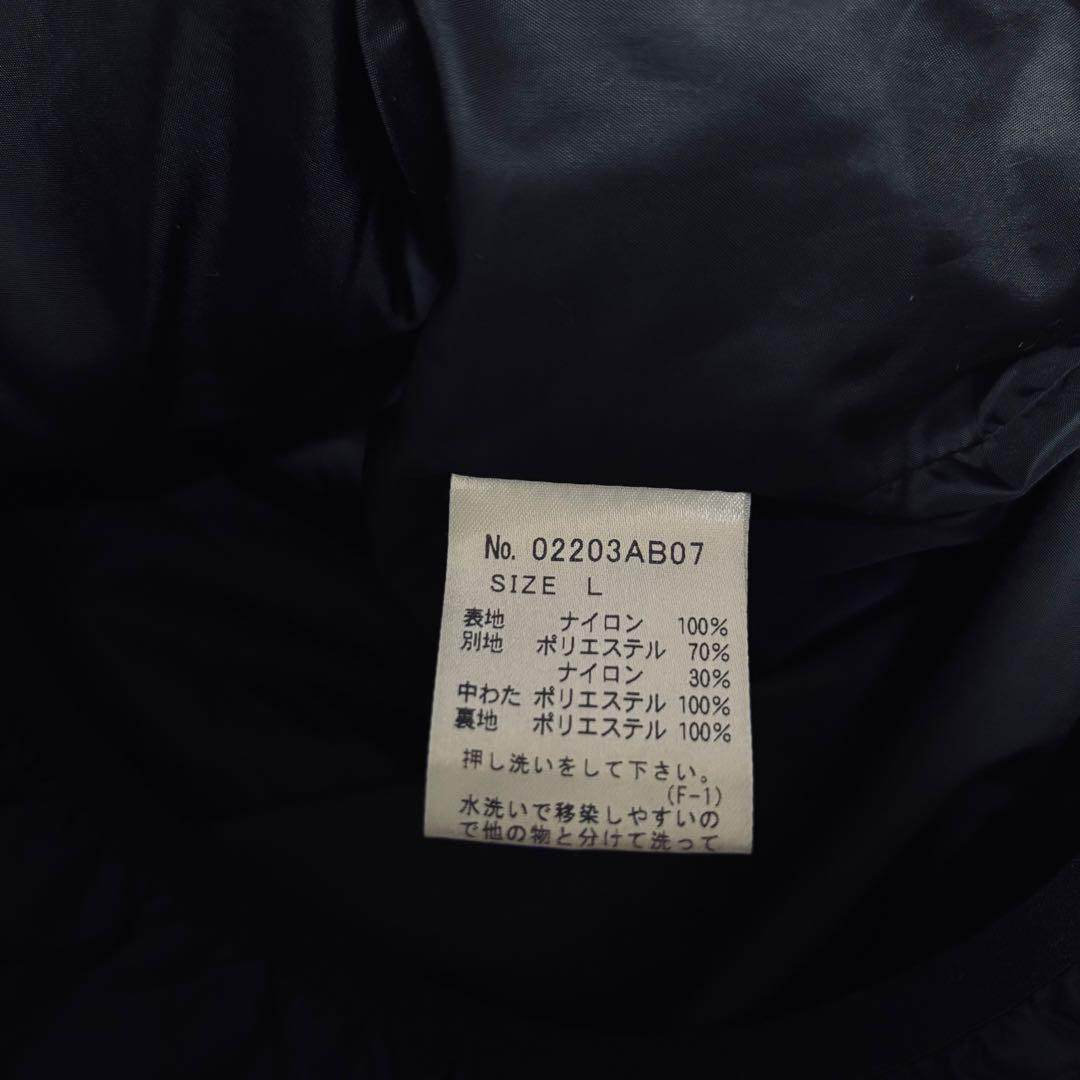 No. 02203AB07
SIZE L
表地 ナイロン 100%
別地 ポリエステル 70%
ナイロン 30%
中わた ポリエステル 100%
裏地 ポリエステル 100%
押し洗いをして下さい。
(F-1)
水洗いで移染しやすいの
で他の物と分けて洗って